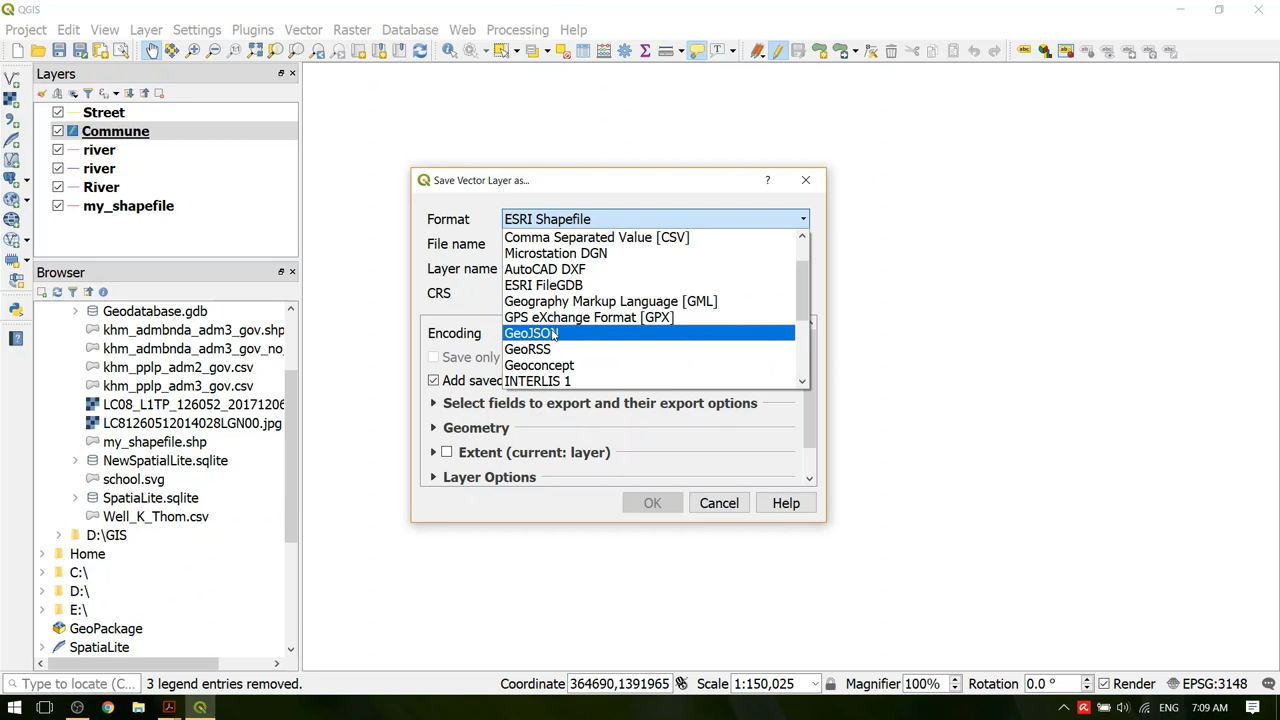 QGIS
Project Edit View Layer Settings Plugins Vector Raster Database Web Processing Help
Layers
Street
Commune
river
river
River
my_shapefile
Browser
Geodatabase.gdb
khm_admbnda_adm3_gov.shp
khm_admbnda_adm3_gov_no
khm_pplp_adm2_gov.csv
khm_pplp_adm3_gov.csv
LC08_L1TP_126052_2017120
LC81260512014028LGN00.jpg
my_shapefile.shp
NewSpatialLite.sqlite
school.svg
SpatiaLite.sqlite
Well_K_Thom.csv
D:\GIS
Home
C:\
D:\
E:\
GeoPackage
SpatiaLite
Save Vector Layer as...
?
Format ESRI Shapefile
File name
Layer name
CRS
Comma Separated Value [CSV]
Microstation DGN
AutoCAD DXF
ESRI FileGDB
Geography Markup Language [GML]
GPS eXchange Format [GPX]
GeoJSON
GeoRSS
Geoconcept
INTERLIS 1
Encoding
Save only
Add saved
Select fields to export and their export options
Geometry
Extent (current: layer)
Layer Options
OK Cancel Help
Type to locate (C... 3 legend entries removed. Coordinate 364690,1391965 Scale 1:150,025 Magnifier 100% Rotation 0.0 ° Render EPSG:3148
ENG 7:09 AM